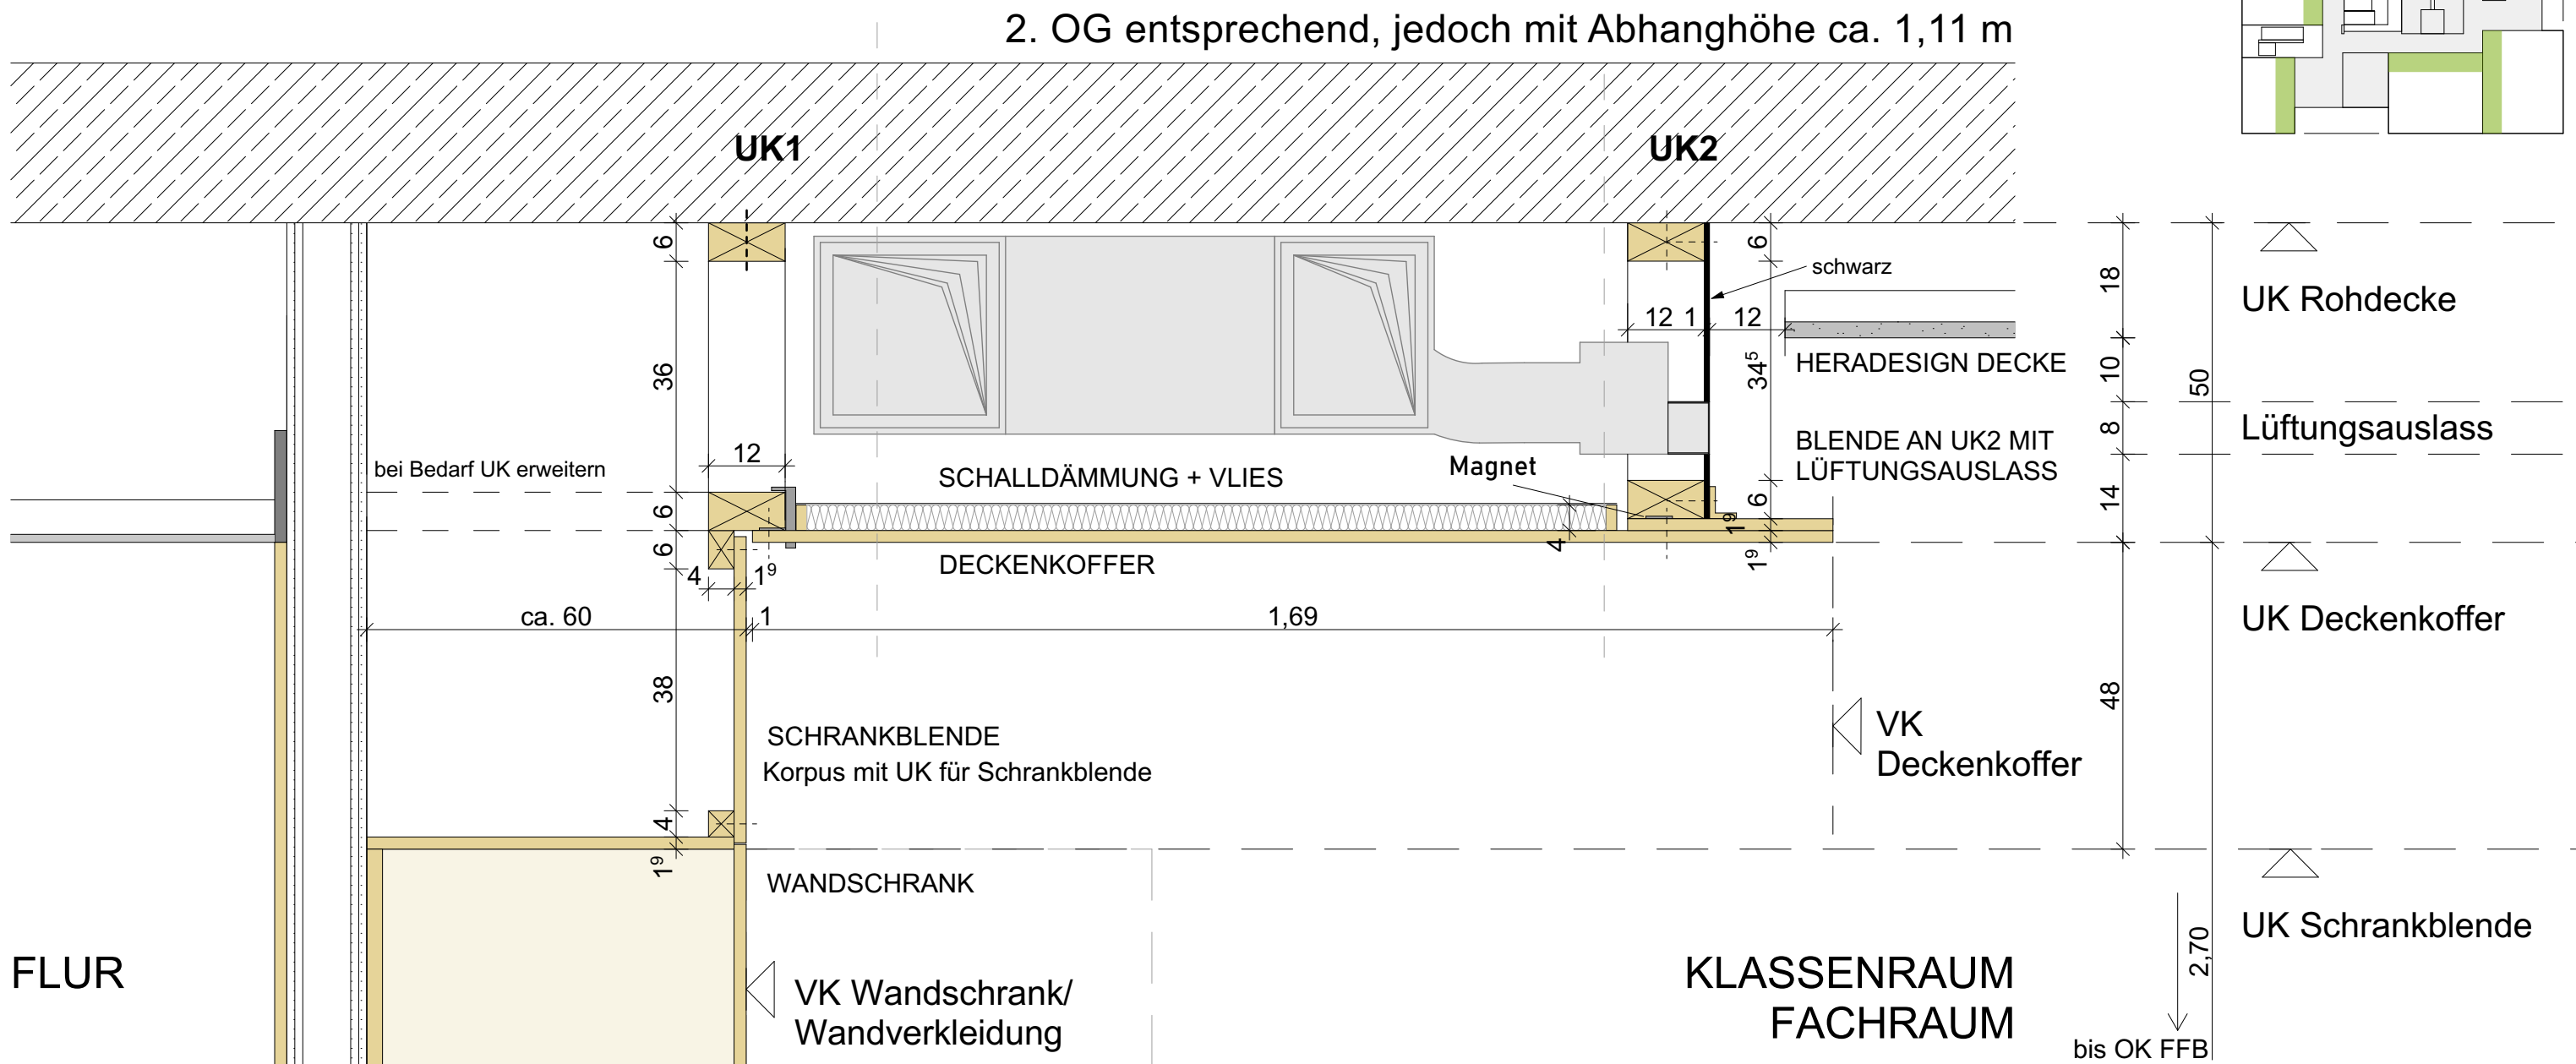 2. OG entsprechend, jedoch mit Abhanghöhe ca. 1,11 m
UK1
UK2
6
6
schwarz
18
UK Rohdecke
12 1 12
36
34⁵
HERADESIGN DECKE
10
50
8
Lüftungsauslass
BLENDE AN UK2 MIT
LÜFTUNGSAUSLASS
12
bei Bedarf UK erweitern
SCHALLDÄMMUNG + VLIES
Magnet
6
6
14
1⁹
4
1⁹
6
4
1⁹
DECKENKOFFER
ca. 60
1
1,69
UK Deckenkoffer
38
48
SCHRANKBLENDE
Korpus mit UK für Schrankblende
VK
Deckenkoffer
4
1⁹
WANDSCHRANK
UK Schrankblende
2,70
FLUR
VK Wandschrank/
Wandverkleidung
KLASSENRAUM
FACHRAUM
bis OK FFB